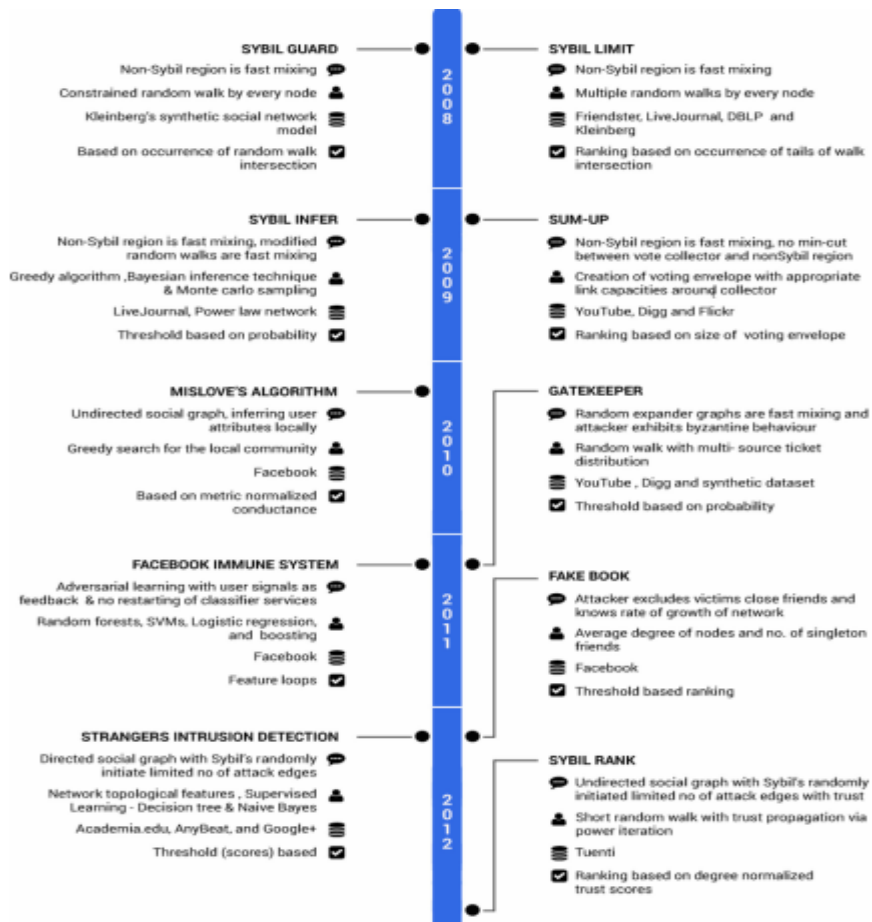 SYBIL GUARD
Non-Sybil region is fast mixing
Constrained random walk by every node
Kleinberg's synthetic social network
model
Based on occurrence of random walk
intersection
SYBIL LIMIT
Non-Sybil region is fast mixing
Multiple random walks by every node
Friendster, LiveJournal, DBLP and
Kleinberg
Ranking based on occurrence of tails of walk
intersection
2008
SYBIL INFER
Non-Sybil region is fast mixing, modified
random walks are fast mixing
Greedy algorithm ,Bayesian inference technique
& Monte carlo sampling
LiveJournal, Power law network
Threshold based on probability
SUM-UP
Non-Sybil region is fast mixing, no min-cut
between vote collector and nonSybil region
Creation of voting envelope with appropriate
link capacities around collector
YouTube, Digg and Flickr
Ranking based on size of voting envelope
2009
MISLOVE'S ALGORITHM
Undirected social graph, inferring user
attributes locally
Greedy search for the local community
Facebook
Based on metric normalized
conductance
GATEKEEPER
Random expander graphs are fast mixing and
attacker exhibits byzantine behaviour
Random walk with multi- source ticket
distribution
YouTube , Digg and synthetic dataset
Threshold based on probability
2010
FACEBOOK IMMUNE SYSTEM
Adversarial learning with user signals as
feedback & no restarting of classifier services
Random forests, SVMs, Logistic regression,
and boosting
Facebook
Feature loops
FAKE BOOK
Attacker excludes victims close friends and
knows rate of growth of network
Average degree of nodes and no. of singleton
friends
Facebook
Threshold based ranking
2011
STRANGERS INTRUSION DETECTION
Directed social graph with Sybil's randomly
initiate limited no of attack edges
Network topological features , Supervised
Learning - Decision tree & Naive Bayes
Academia.edu, AnyBeat, and Google+
Threshold (scores) based
SYBIL RANK
Undirected social graph with Sybil's randomly
initiated limited no of attack edges with trust
Short random walk with trust propagation via
power iteration
Tuenti
Ranking based on degree normalized
trust scores
2012